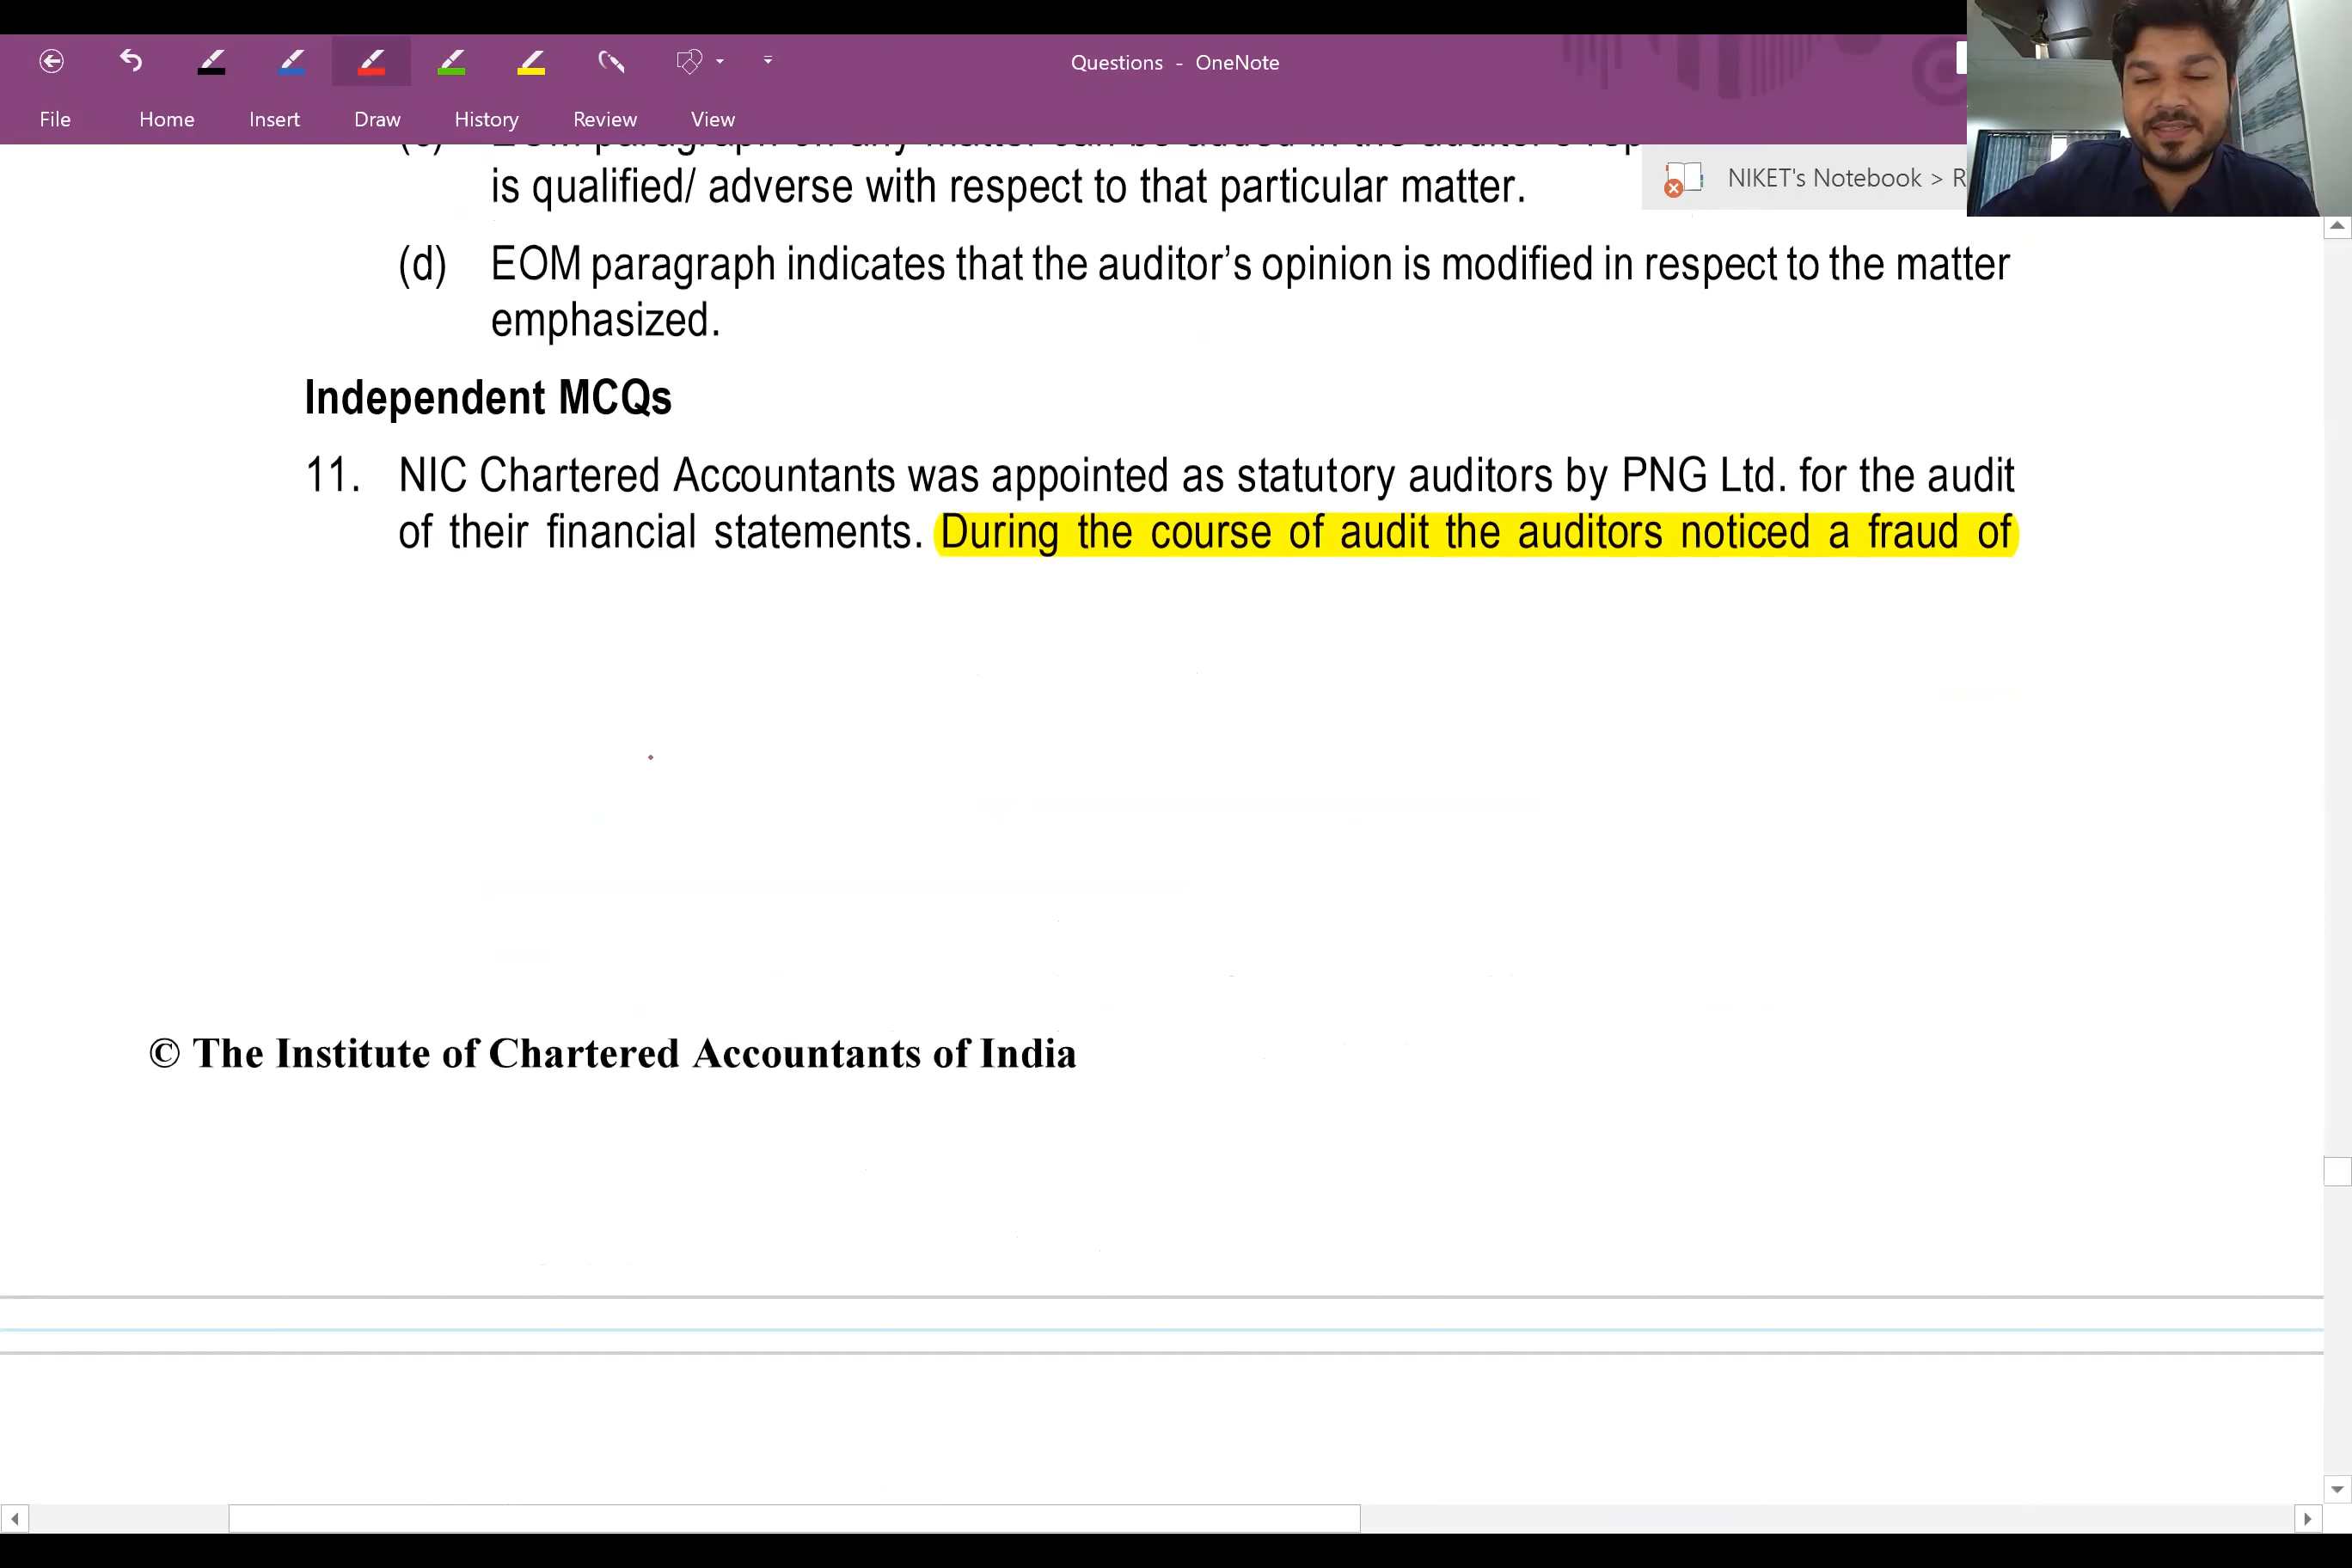 Questions - OneNote
File Home Insert Draw History Review View
NIKET's Notebook > R
is qualified/ adverse with respect to that particular matter.
(d) EOM paragraph indicates that the auditor’s opinion is modified in respect to the matter
emphasized.
Independent MCQs
11. NIC Chartered Accountants was appointed as statutory auditors by PNG Ltd. for the audit
of their financial statements. During the course of audit the auditors noticed a fraud of
© The Institute of Chartered Accountants of India